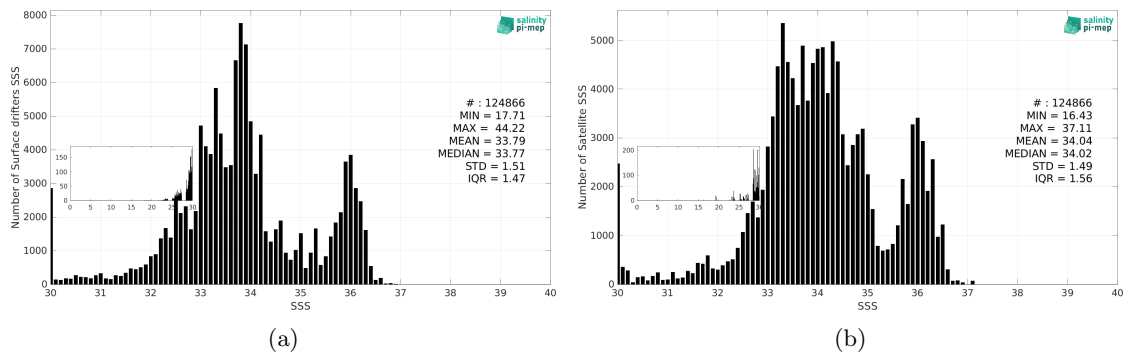 salinity
pi-mep
8000
7000
6000
5000
4000
3000
2000
1000
0
Number of Surface drifters SSS
# : 124866
MIN = 17.71
MAX = 44.22
MEAN = 33.79
MEDIAN = 33.77
STD = 1.51
IQR = 1.47
150
100
50
0
0 5 10 15 20 25 30
30 31 32 33 34 35 36 37 38 39 40
SSS
(a)
salinity
pi-mep
5000
4000
3000
2000
1000
0
Number of Satellite SSS
# : 124866
MIN = 16.43
MAX = 37.11
MEAN = 34.04
MEDIAN = 34.02
STD = 1.49
IQR = 1.56
200
100
0
0 5 10 15 20 25 30
30 31 32 33 34 35 36 37 38 39 40
SSS
(b)